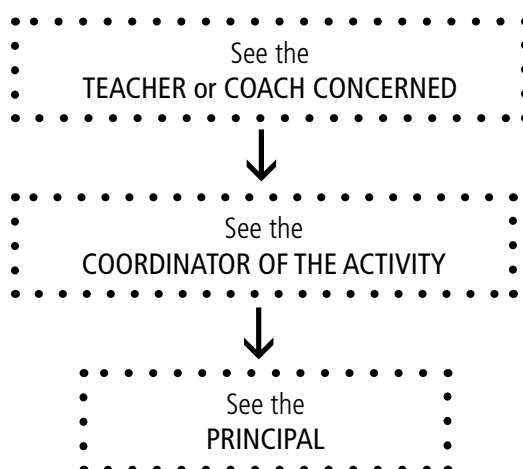 See the
TEACHER or COACH CONCERNED
See the
COORDINATOR OF THE ACTIVITY
See the
PRINCIPAL